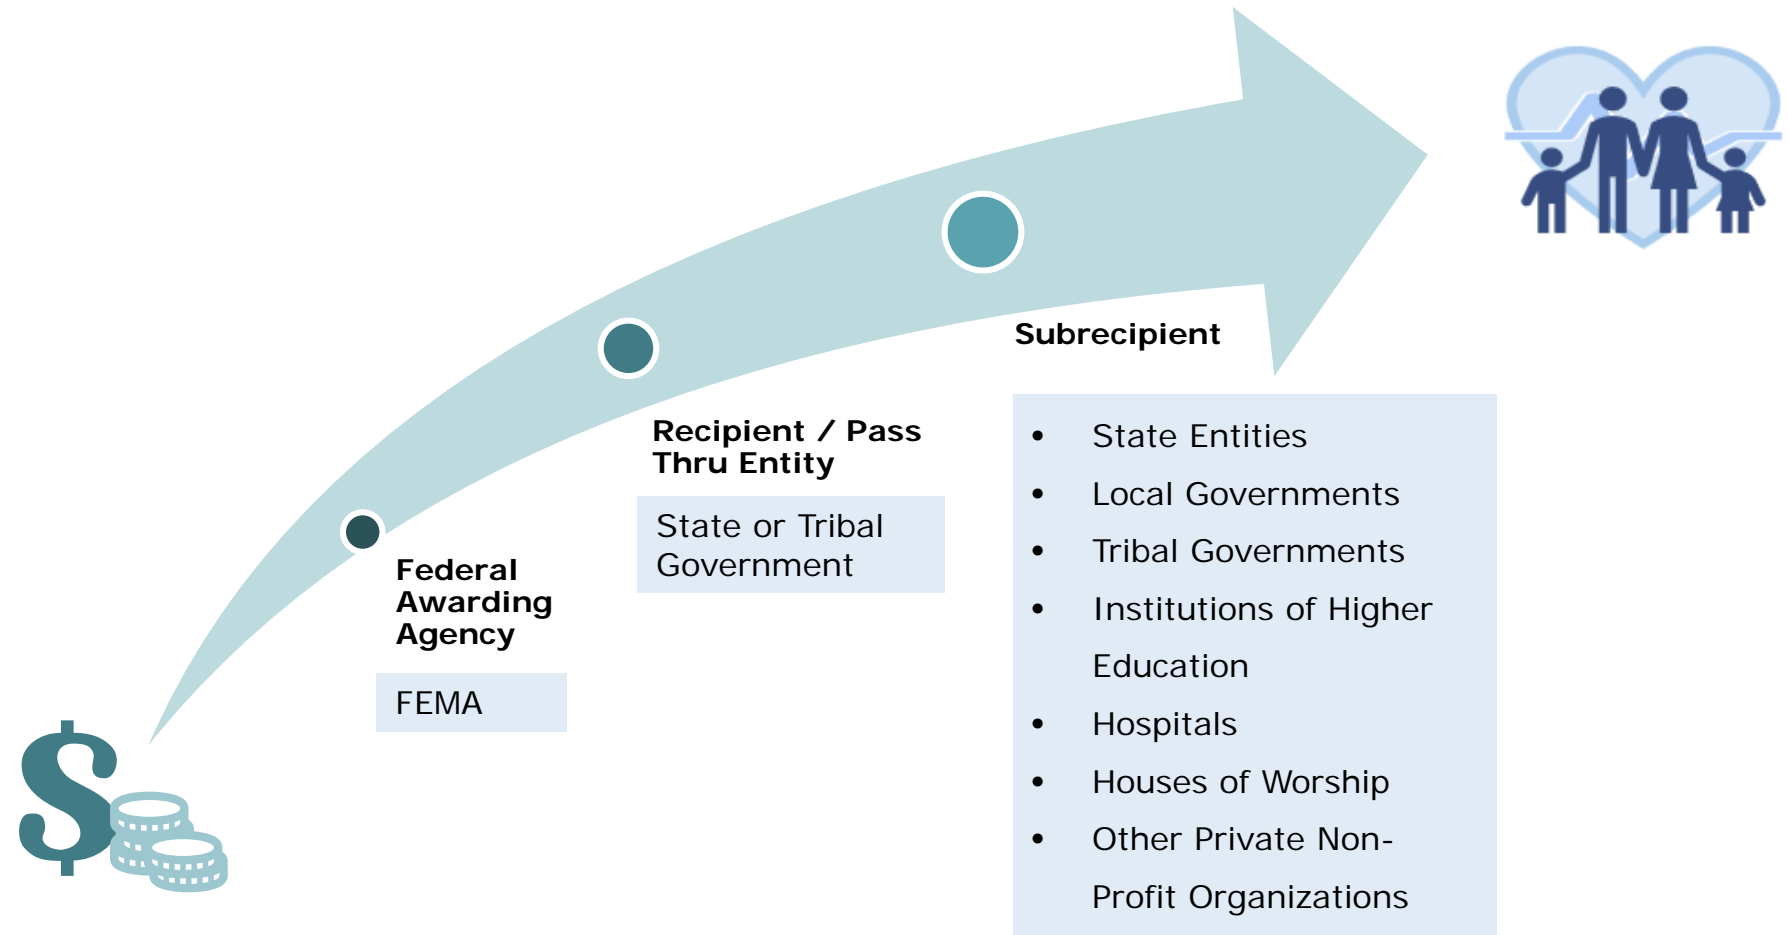 Federal
Awarding
Agency
FEMA
Recipient / Pass
Thru Entity
State or Tribal
Government
Subrecipient
• State Entities
• Local Governments
• Tribal Governments
• Institutions of Higher
Education
• Hospitals
• Houses of Worship
• Other Private Non-
Profit Organizations
$